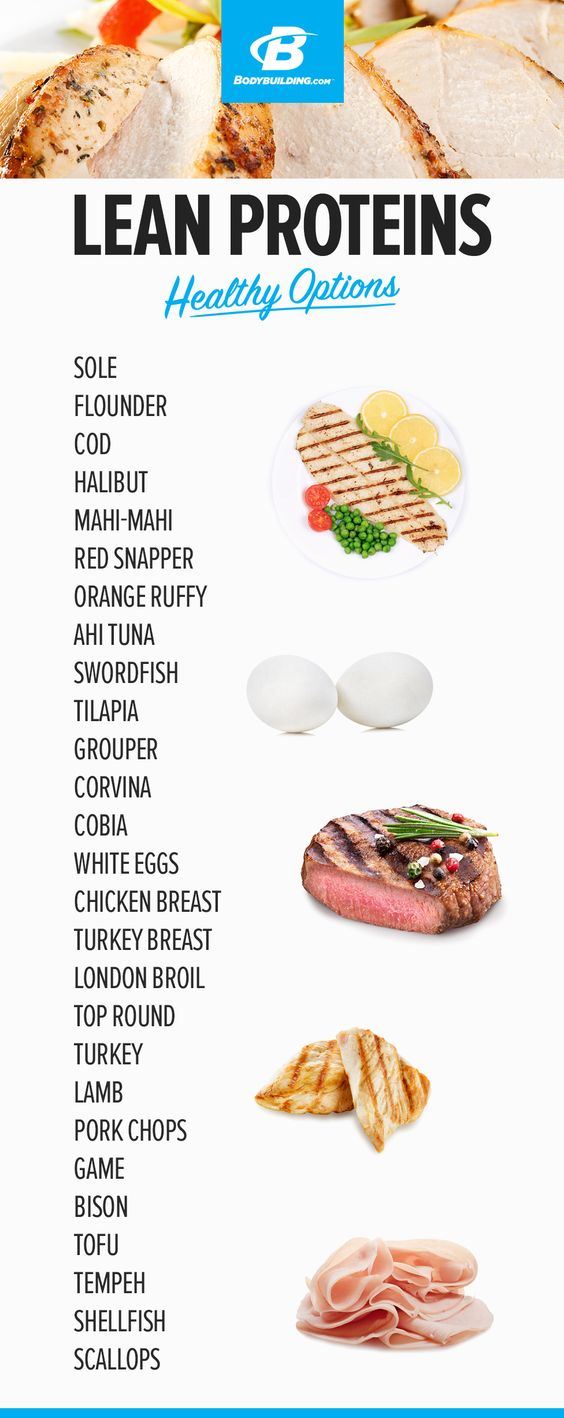 B
BODYBUILDING.COM™
LEAN PROTEINS
Healthy Options
SOLE
FLOUNDER
COD
HALIBUT
MAHI-MAHI
RED SNAPPER
ORANGE RUFFY
AHI TUNA
SWORDFISH
TILAPIA
GROUPER
CORVINA
COBIA
WHITE EGGS
CHICKEN BREAST
TURKEY BREAST
LONDON BROIL
TOP ROUND
TURKEY
LAMB
PORK CHOPS
GAME
BISON
TOFU
TEMPEH
SHELLFISH
SCALLOPS